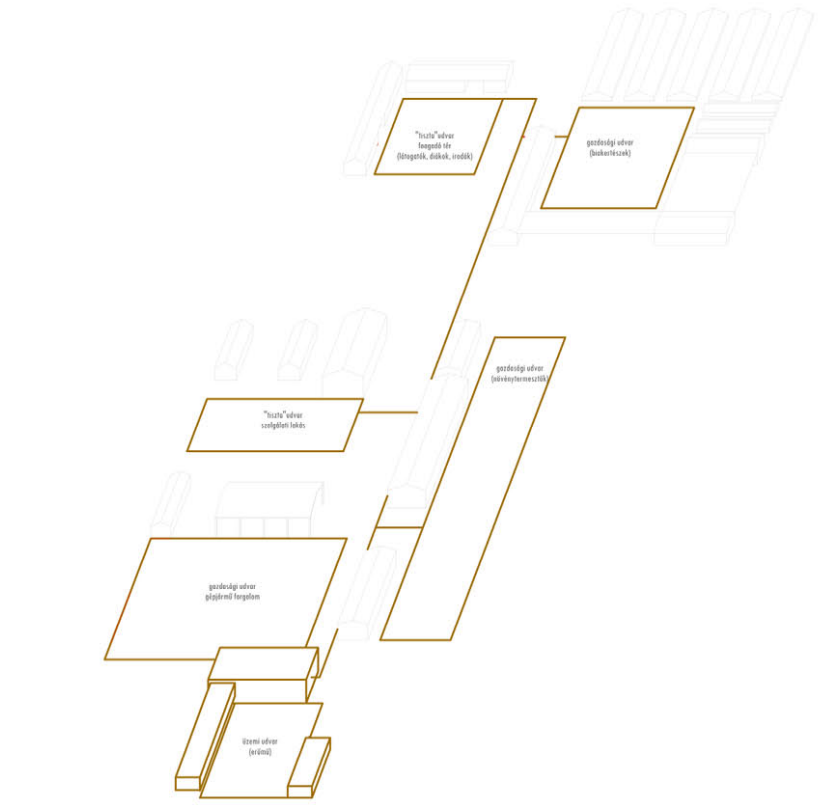 "tiszta"udvar
foogadó tér
(látogatók, diákok, irodák)
gazdasági udvar
(biokertészek)
gazdasági udvar
(növénytermesztők)
"tiszta"udvar
szolgálati lakás
gazdasági udvar
gépjármű forgalom
üzemi udvar
(erőmű)